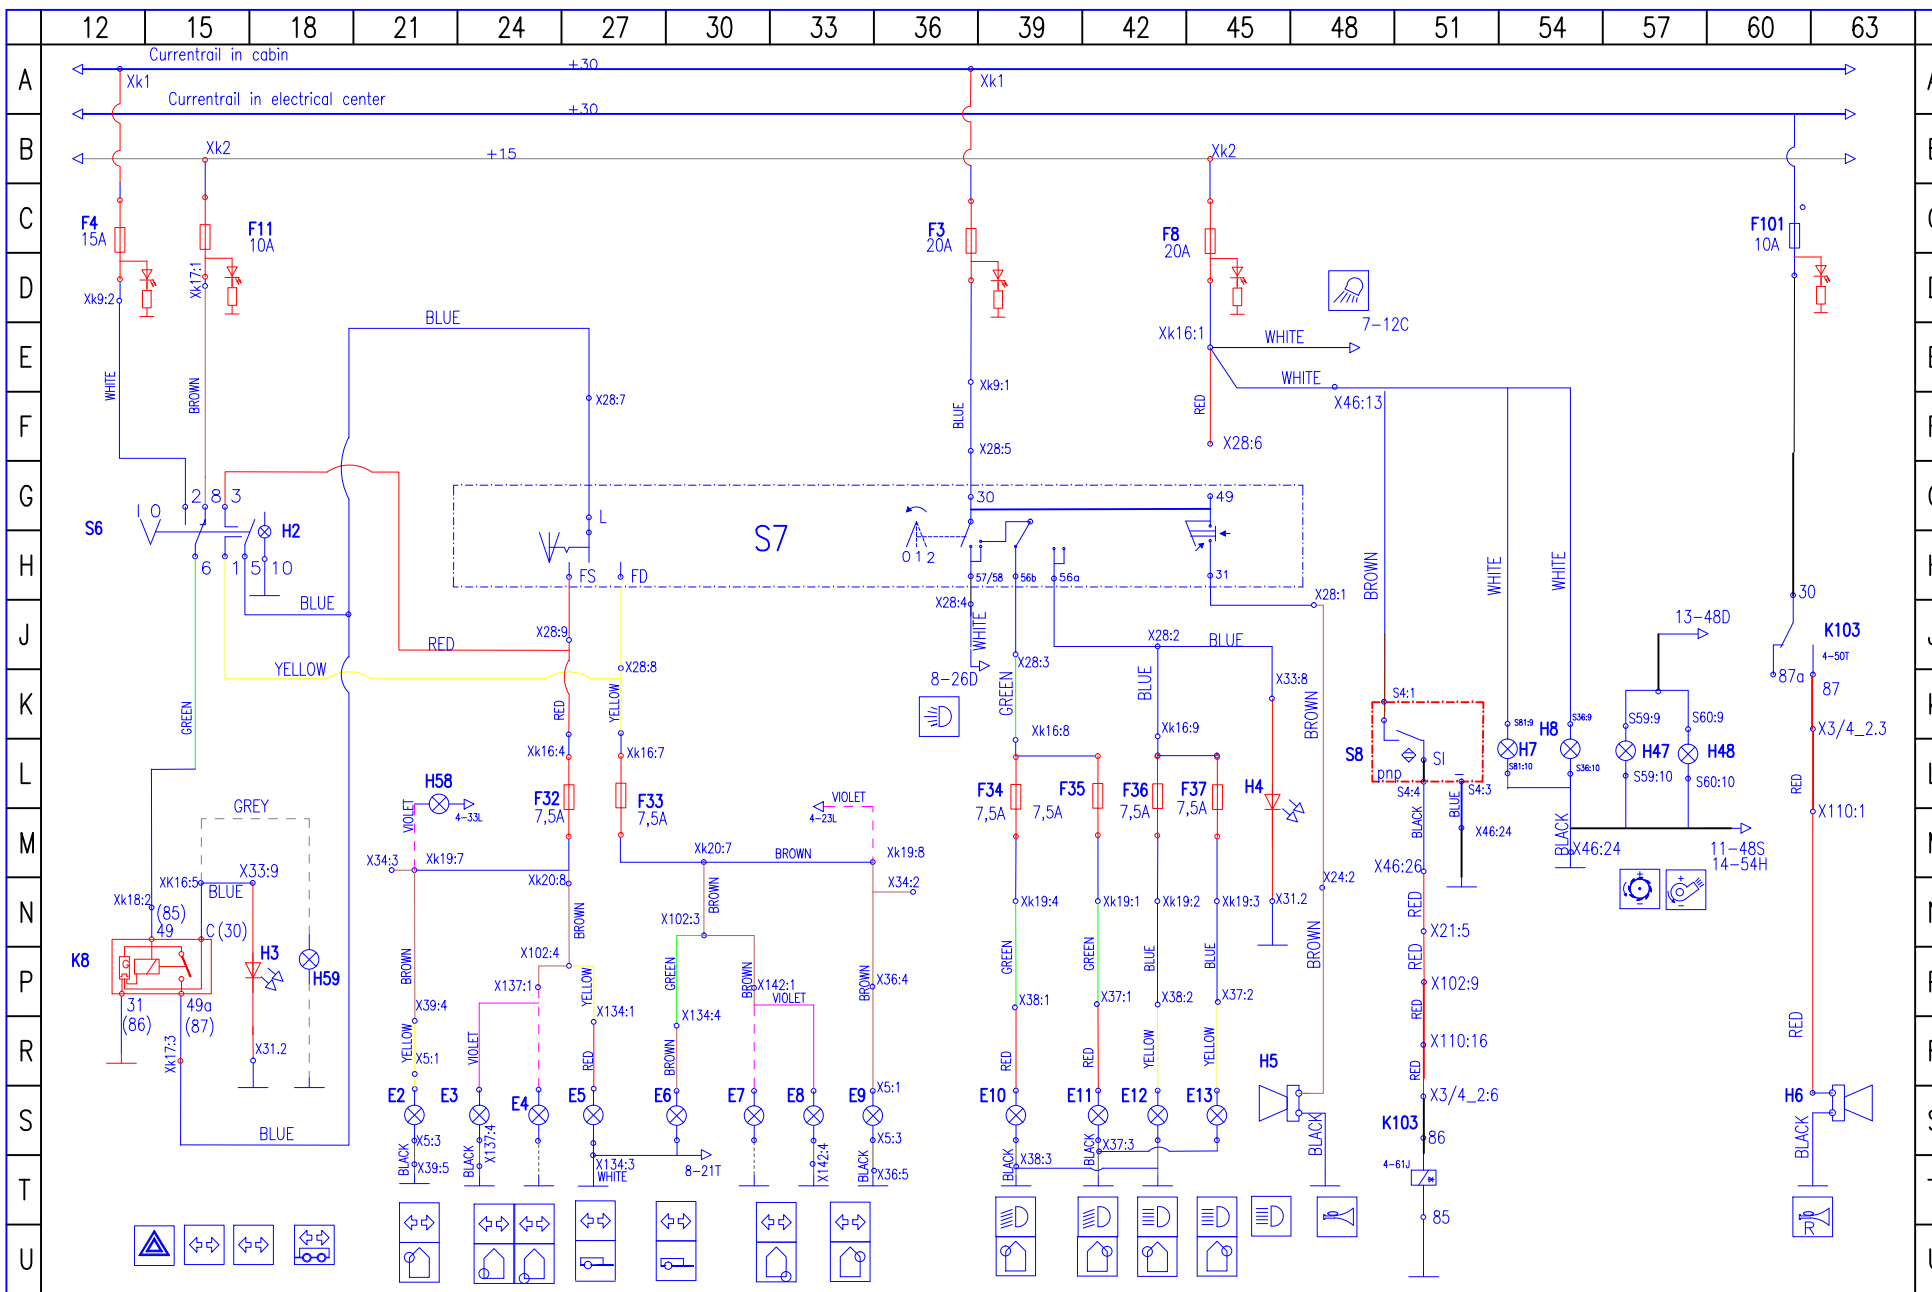 12 15 18 21 24 27 30 33 36 39 42 45 48 51 54 57 60 63
Currentrail in cabin
+30
A
Xk1
Xk1
Currentrail in electrical center
+30
B
Xk2
+15
Xk2
C
F4
15A
F11
10A
F3
20A
F8
20A
F101
10A
D
Xk9:2
Xk17:1
BLUE
7-12C
E
Xk16:1
WHITE
WHITE
WHITE
BROWN
X28:7
Xk9:1
BLUE
RED
X46:13
F
X28:5
X28:6
G
S6
1 0
2 8 3
H2
L
S7
30
49
0 1 2
H
6 1 5 10
FS
FD
57/58
56b
56a
31
BROWN
WHITE
WHITE
30
J
BLUE
X28:9
RED
X28:8
X28:4
WHITE
X28:3
X28:2
BLUE
X28:1
13-48D
K103
4-50T
K
YELLOW
GREEN
RED
YELLOW
8-26D
GREEN
BLUE
X33:8
BROWN
S4:1
87a
87
S81:9
H8
S36:9
S59:9
S60:9
X3/4_2.3
L
Xk16:4
Xk16:7
Xk16:8
Xk16:9
S8
SI
pnp
H7
H47
H48
S81:10
S36:10
S59:10
S60:10
S4:4
S4:3
RED
H58
VIOLET
4-33L
F32
7,5A
F33
7,5A
VIOLET
4-23L
F34
7,5A
F35
7,5A
F36
7,5A
F37
7,5A
H4
M
GREY
BLACK
BLUE
X46:24
BLACK
X46:24
X110:1
11-48S
14-54H
X34:3
Xk19:7
Xk20:7
BROWN
Xk19:8
X46:26
X33:9
XK16:5
BLUE
Xk20:8
X34:2
X24:2
N
Xk18:2
(85)
49
C(30)
BROWN
BROWN
X102:3
Xk19:4
Xk19:1
Xk19:2
Xk19:3
X31.2
BROWN
RED
X21:5
P
K8
H3
H59
BROWN
X102:4
X137:1
YELLOW
GREEN
BROWN
X142:1
VIOLET
BROWN
X36:4
GREEN
GREEN
BLUE
BLUE
RED
X102:9
31
(86)
49a
(87)
X39:4
X134:1
X134:4
X38:1
X37:1
X38:2
X37:2
RED
R
Xk17:3
X31.2
YELLOW
X5:1
VIOLET
RED
BROWN
RED
RED
YELLOW
YELLOW
X110:16
RED
RED
S
E2
E3
E4
E5
E6
E7
E8
E9
X5:1
E10
E11
E12
E13
H5
X3/4_2:6
K103
86
H6
BLUE
BLACK
X5:3
X39:5
BLACK
X137:4
X134:3
WHITE
8-21T
X142:4
BLACK
X5:3
X36:5
BLACK
X38:3
BLACK
X37:3
BLACK
BLACK
T
4-61J
85
R
U